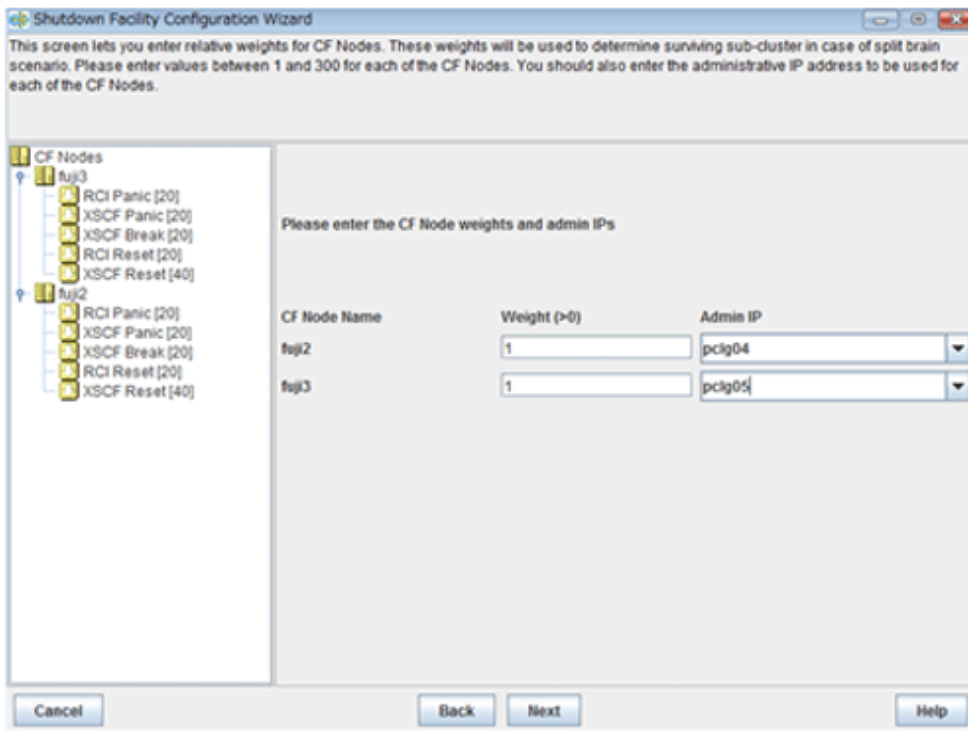 Shutdown Facility Configuration Wizard
This screen lets you enter relative weights for CF Nodes. These weights will be used to determine surviving sub-cluster in case of split brain
scenario. Please enter values between 1 and 300 for each of the CF Nodes. You should also enter the administrative IP address to be used for
each of the CF Nodes.
CF Nodes
fuji3
RCI Panic [20]
XSCF Panic [20]
XSCF Break [20]
RCI Reset [20]
XSCF Reset [40]
fuji2
RCI Panic [20]
XSCF Panic [20]
XSCF Break [20]
RCI Reset [20]
XSCF Reset [40]
Please enter the CF Node weights and admin IPs
CF Node Name Weight (>0) Admin IP
fuji2 1 pclg04
fuji3 1 pclg05
Cancel Back Next Help